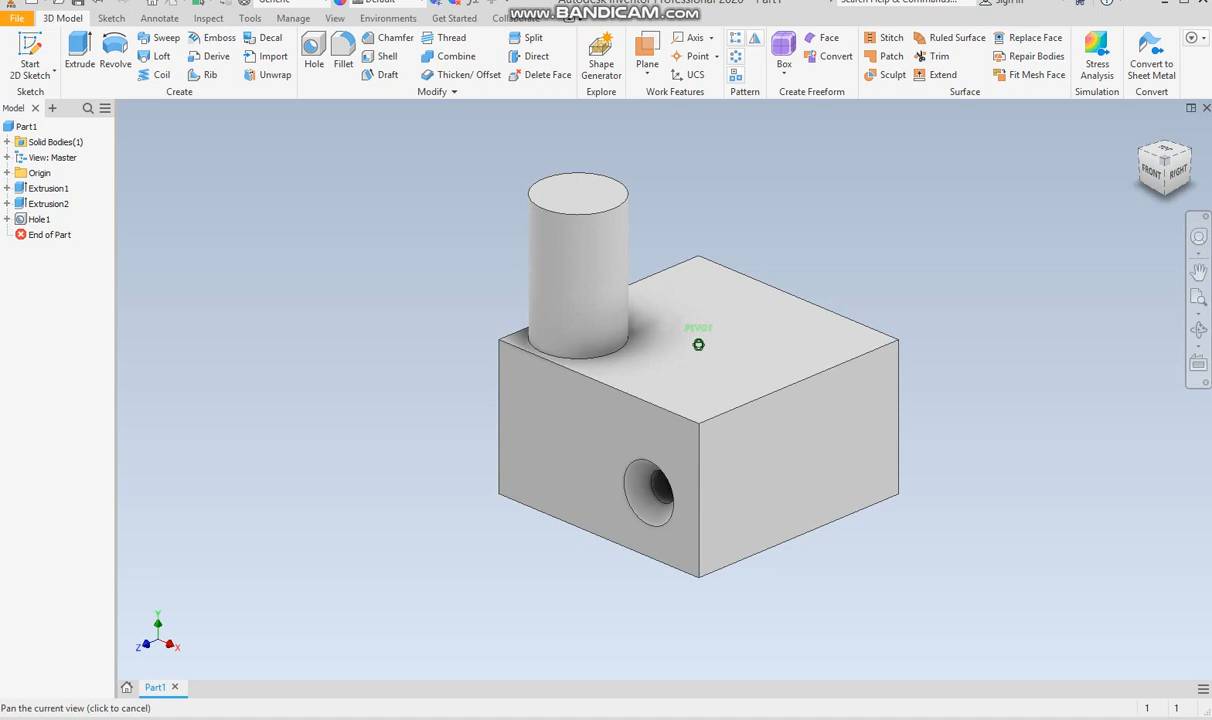 www.BANDICAM.com
File 3D Model Sketch Annotate Inspect Tools Manage View Environments Get Started
Start 2D Sketch
Sketch
Extrude Revolve
Sweep Emboss Decal
Loft Derive Import
Coil Rib Unwrap
Create
Hole Fillet
Chamfer Thread Split
Shell Combine Direct
Draft Thicken/ Offset Delete Face
Modify
Shape Generator
Explore
Plane
Axis
Point
UCS
Work Features
Pattern
Box
Face
Convert
Create Freeform
Stitch Ruled Surface Replace Face
Patch Trim Repair Bodies
Sculpt Extend Fit Mesh Face
Surface
Stress Analysis
Simulation
Convert to Sheet Metal
Convert
Model
Part1
Solid Bodies(1)
View: Master
Origin
Extrusion1
Extrusion2
Hole1
End of Part
PIVOT
FRONT RIGHT
Y
Z X
Part1
Pan the current view (click to cancel) 1 1